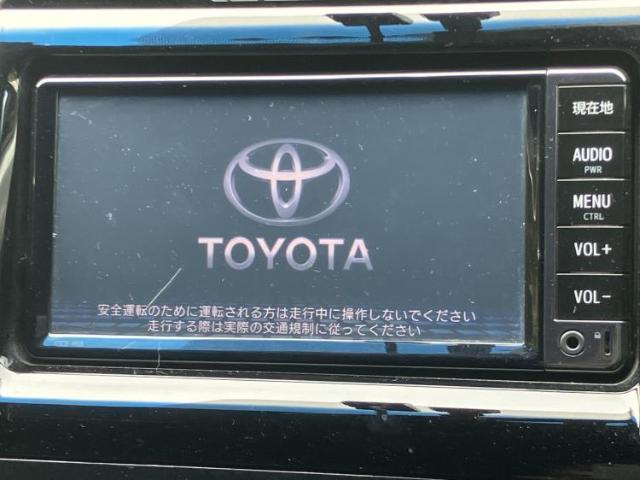 現在地
AUDIO
PWR
MENU
CTRL
VOL+
VOL-
TOYOTA
安全運転のために運転される方は走行中に操作しないでください
走行する際は実際の交通規制に従ってください